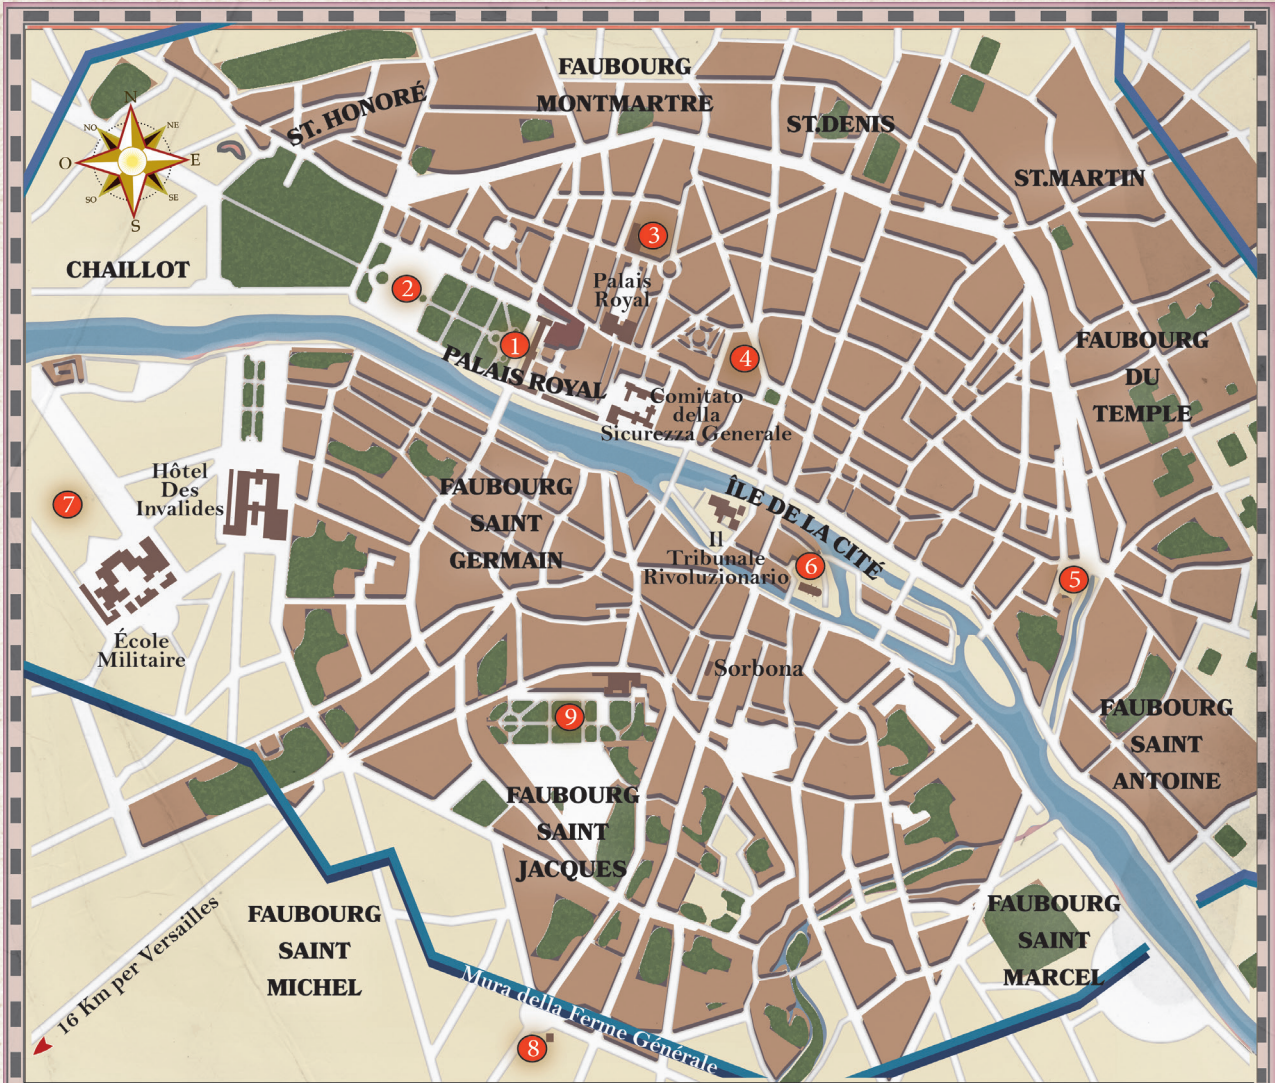 FAUBOURG
MONTMARTRE
ST. HONORÉ
ST.DENIS
ST.MARTIN
N
NO
NE
O
E
SO
SE
S
CHAILLOT
3
2
Palais
Royal
1
4
PALAIS ROYAL
Comitato
della
Sicurezza Generale
FAUBOURG
DU
TEMPLE
Hôtel
Des
Invalides
7
FAUBOURG
SAINT
GERMAIN
ÎLE DE LA CITÉ
Il
Tribunale
Rivoluzionario
6
5
École
Militaire
Sorbona
9
FAUBOURG
SAINT
ANTOINE
FAUBOURG
SAINT
JACQUES
16 Km per Versailles
FAUBOURG
SAINT
MICHEL
FAUBOURG
SAINT
MARCEL
Mura della Ferme Générale
8